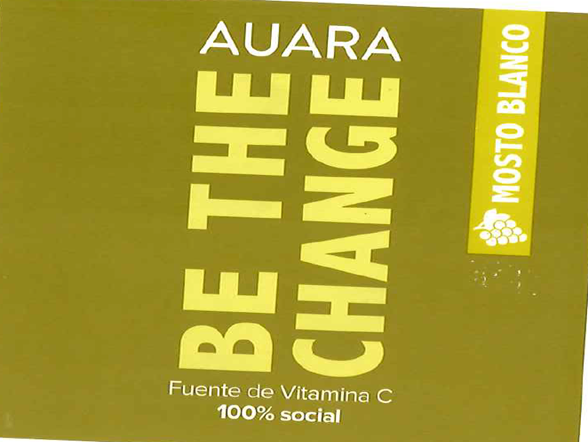 AUARA
BE THE
CHANGE
Fuente de Vitamina C
100% social
MOSTO BLANCO